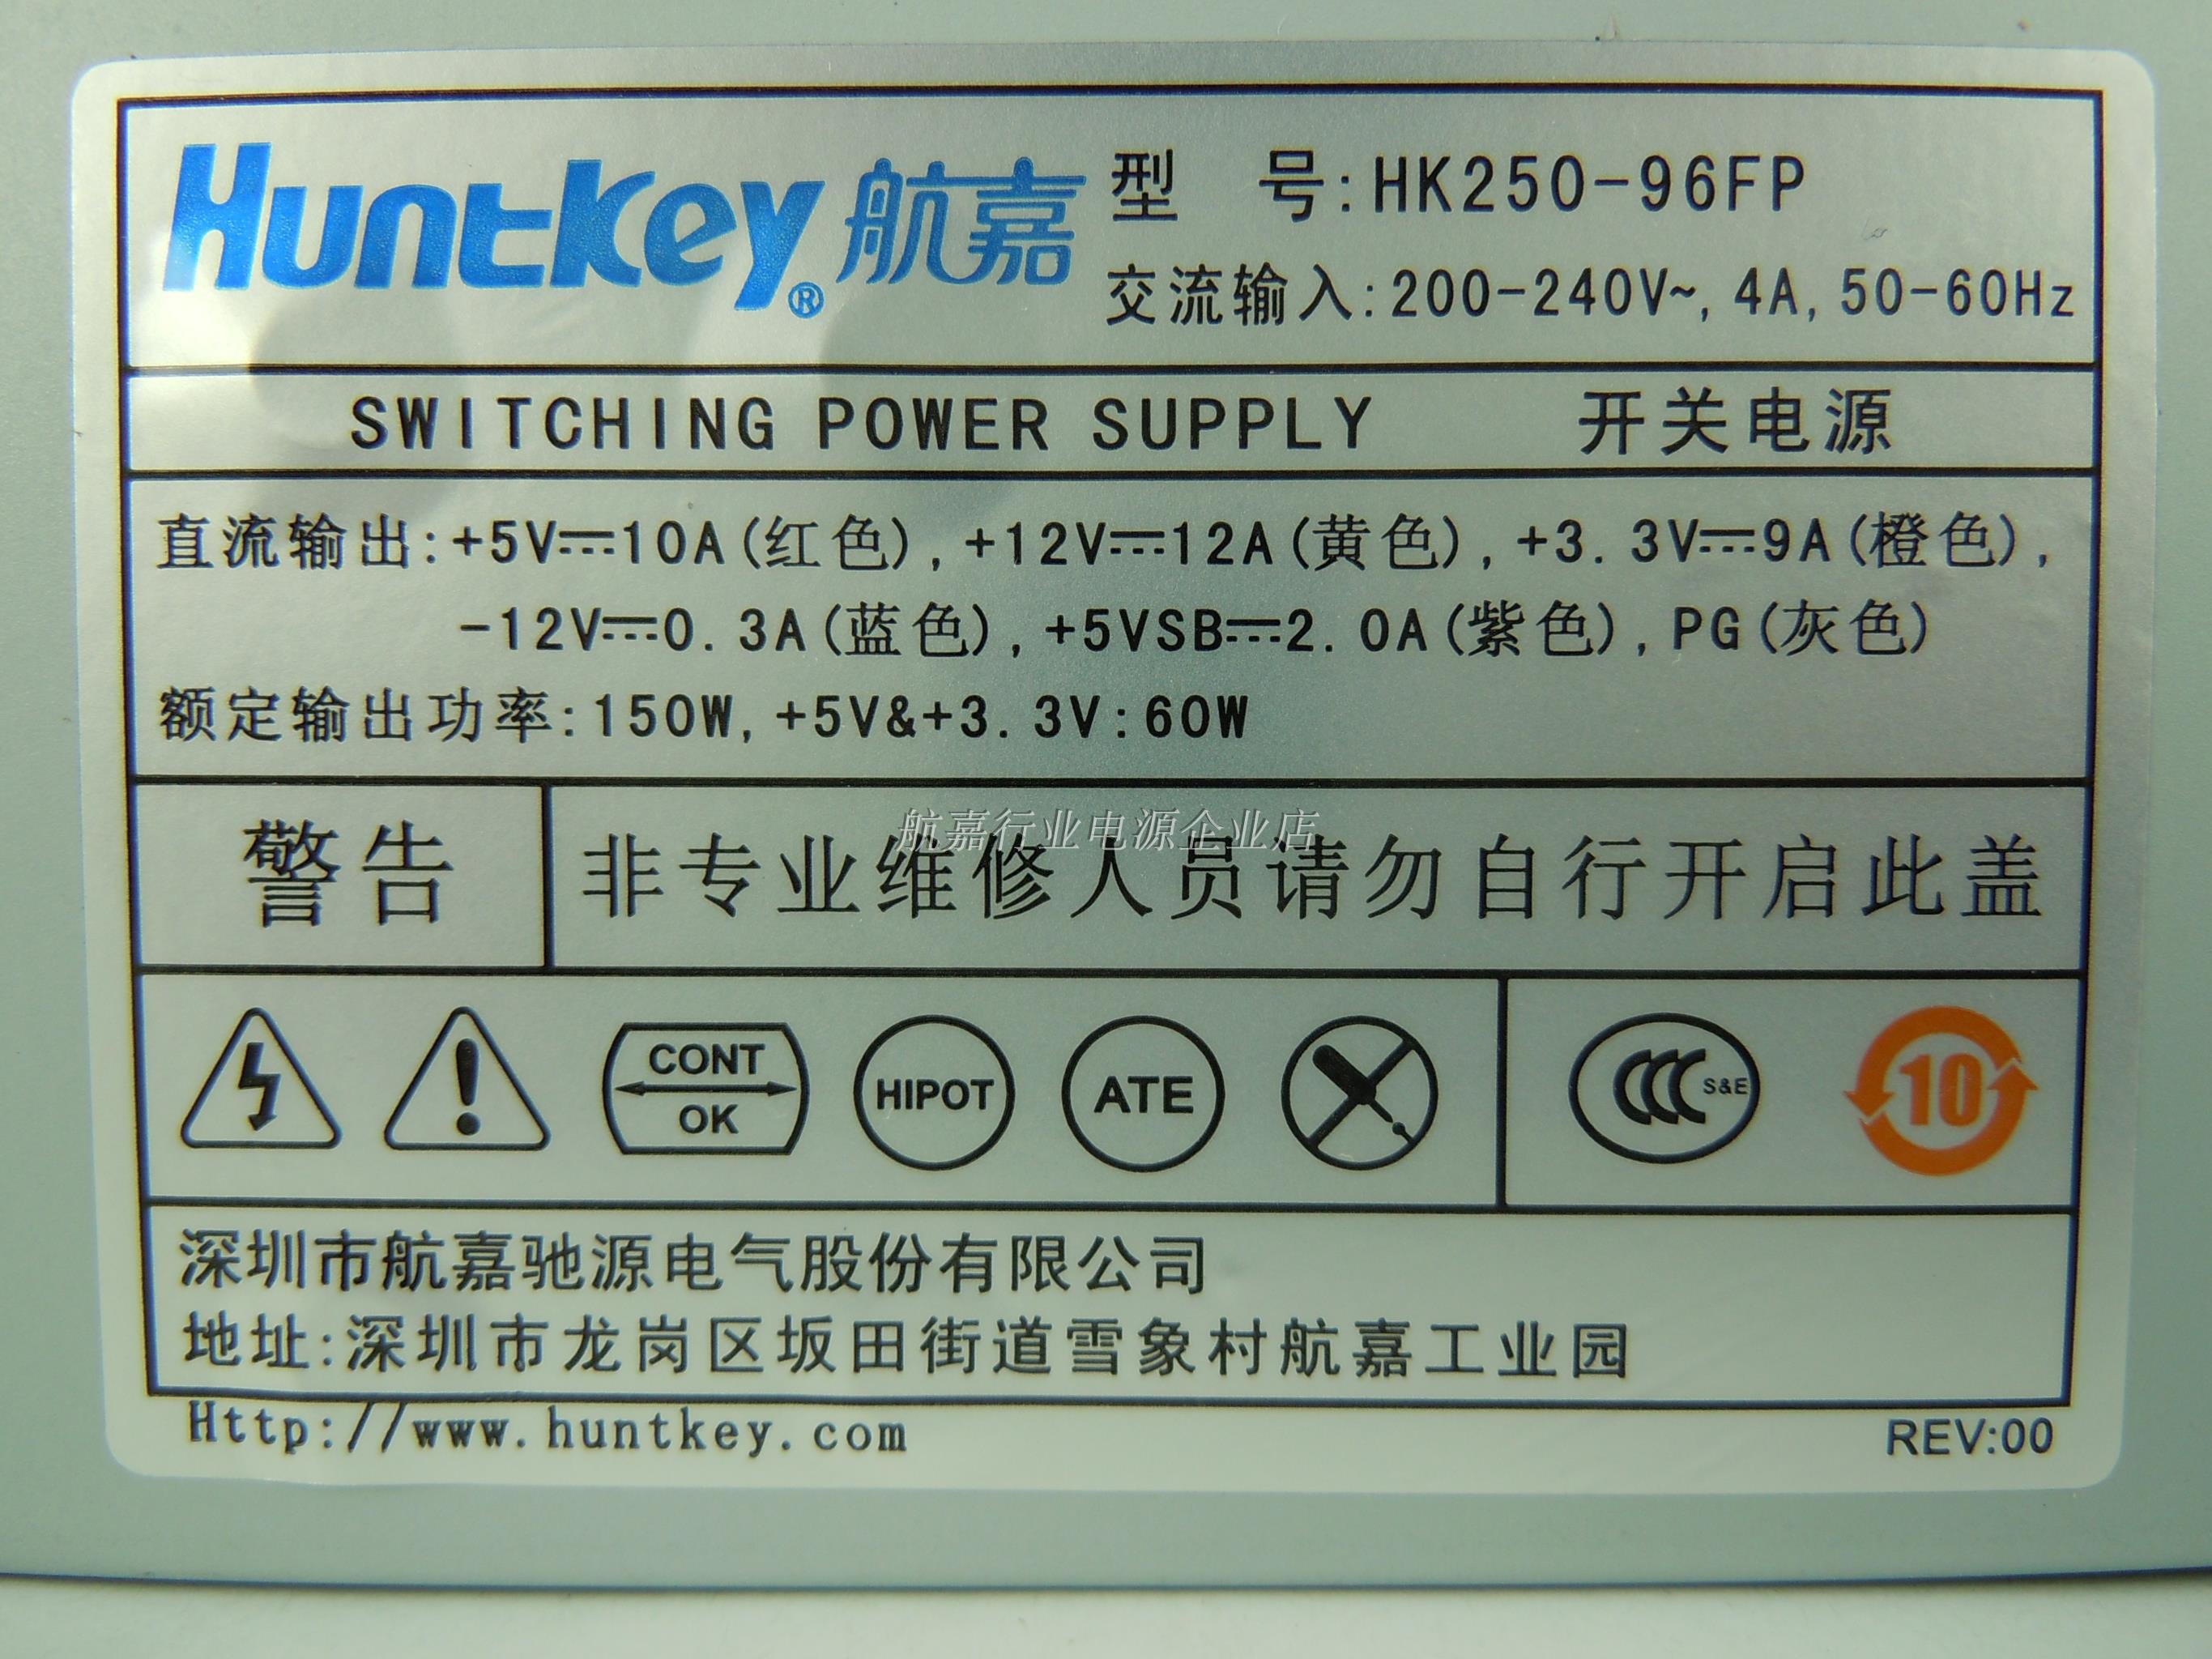 Huntkey® 航嘉
型 号:HK250-96FP
交流输入:200-240V~,4A,50-60Hz
SWITCHING POWER SUPPLY 开关电源
直流输出:+5V⎓10A(红色),+12V⎓12A(黄色),+3.3V⎓9A(橙色),
-12V⎓0.3A(蓝色),+5VSB⎓2.0A(紫色),PG(灰色)
额定输出功率:150W,+5V&+3.3V:60W
航嘉行业电源企业店
警告 非专业维修人员请勿自行开启此盖
CONT
OK
HIPOT
ATE
CCC S&E
10
深圳市航嘉驰源电气股份有限公司
地址:深圳市龙岗区坂田街道雪象村航嘉工业园
Http://www.huntkey.com
REV:00